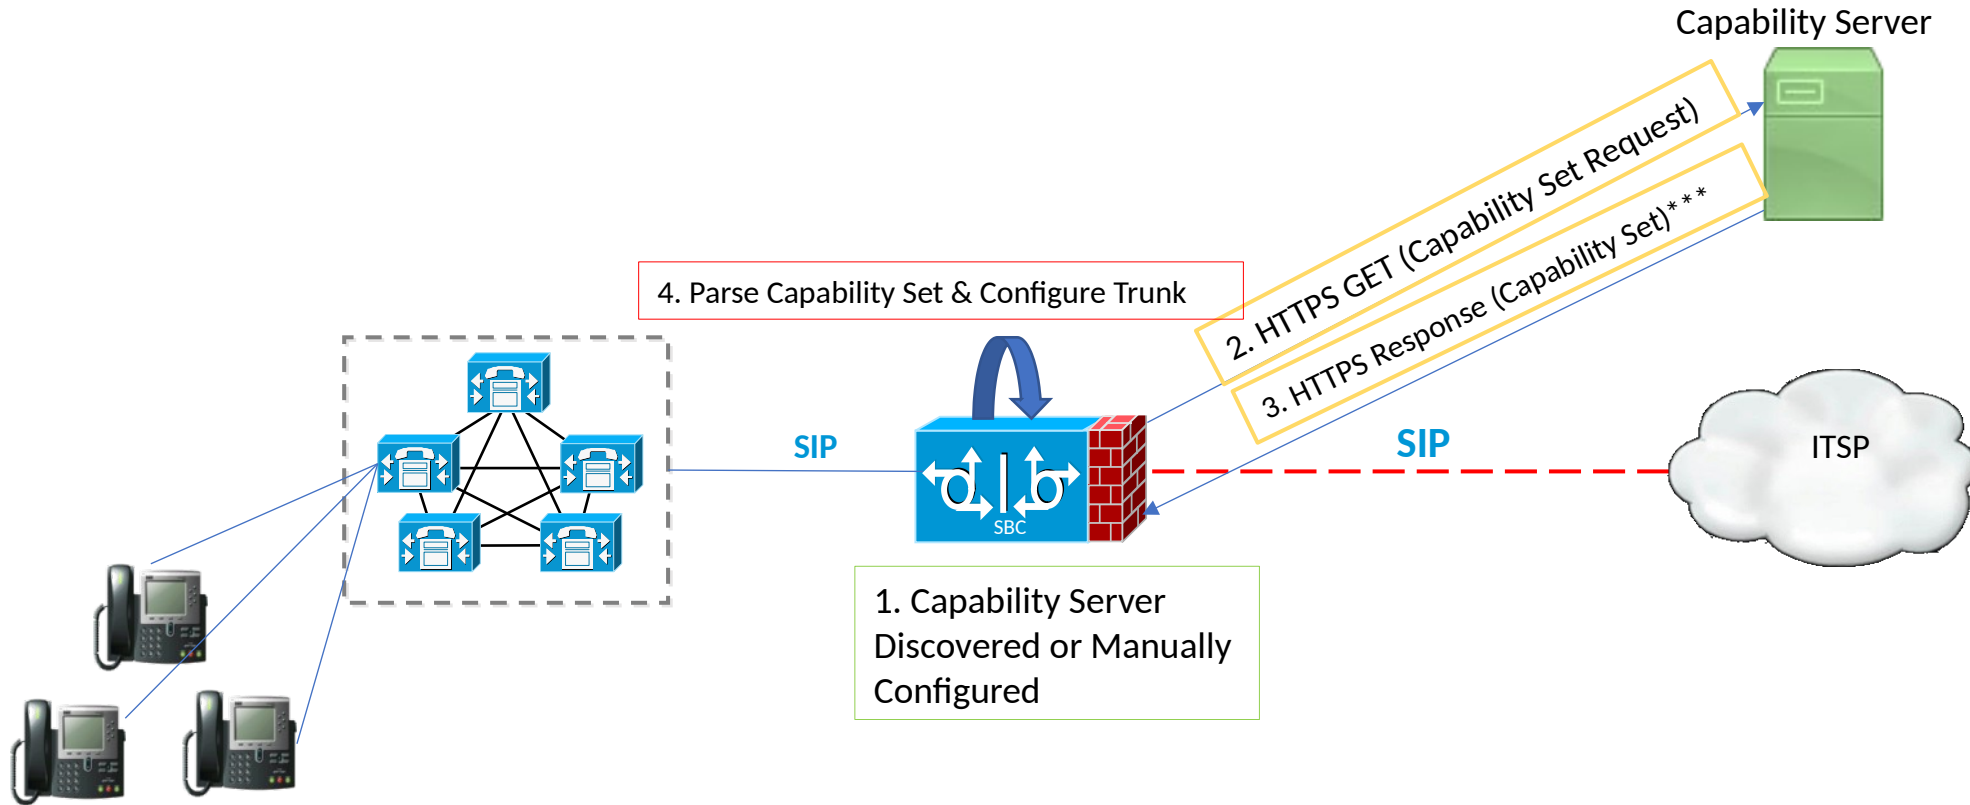 Capability Server
2. HTTPS GET (Capability Set Request)
3. HTTPS Response (Capability Set)***
4. Parse Capability Set & Configure Trunk
SIP
SIP
ITSP
SBC
1. Capability Server
Discovered or Manually
Configured